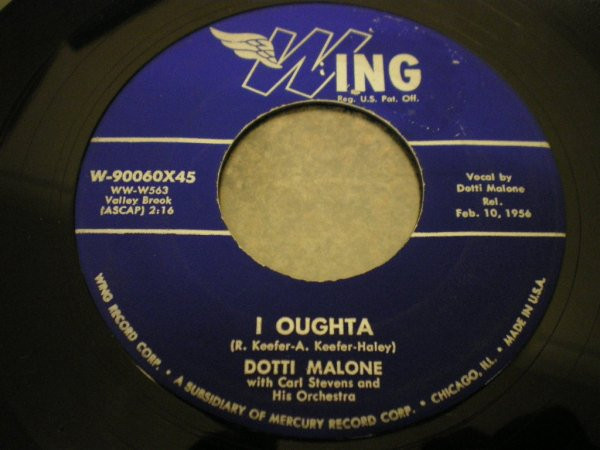 WING
Reg. U.S. Pat. Off.
W-90060X45
WW-W563
Valley Brook
(ASCAP) 2:16
Vocal by
Dotti Malone
Rel.
Feb. 10, 1956
I OUGHTA
(R. Keefer-A. Keefer-Haley)
DOTTI MALONE
with Carl Stevens and
His Orchestra
WING RECORD CORP. • A SUBSIDIARY OF MERCURY RECORD CORP. • CHICAGO, ILL. • MADE IN U.S.A.